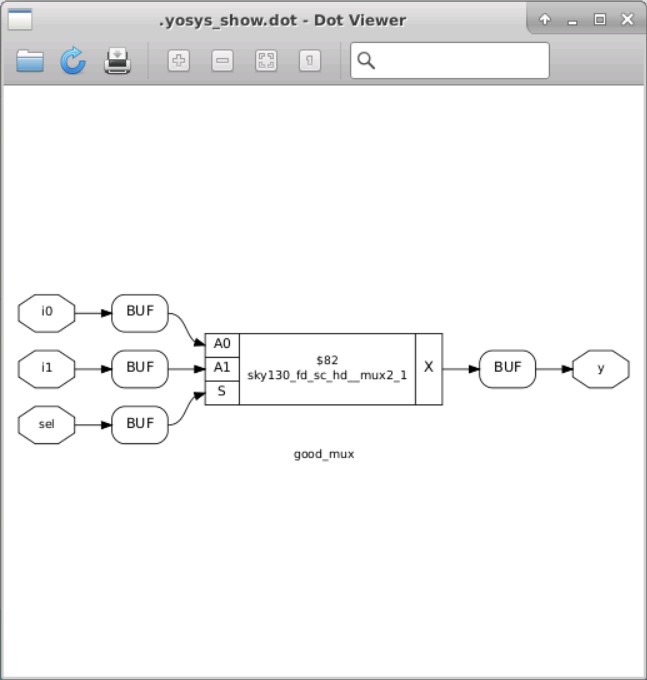 .yosys_show.dot - Dot Viewer
i0
BUF
i1
BUF
sel
BUF
A0
A1
S
$82
sky130_fd_sc_hd__mux2_1
X
BUF
y
good_mux